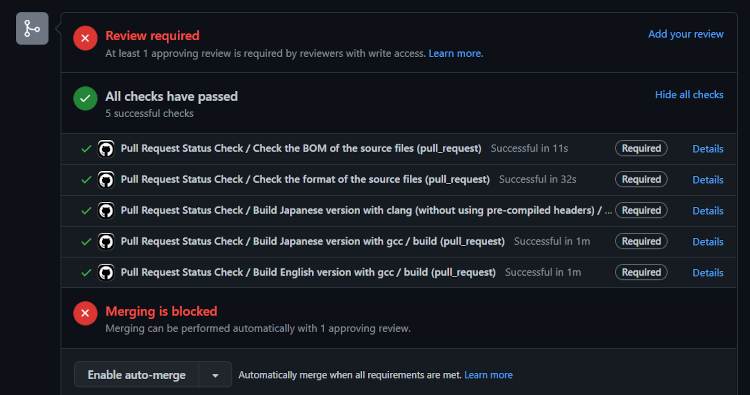 Review required
Add your review
At least 1 approving review is required by reviewers with write access. Learn more.
All checks have passed
Hide all checks
5 successful checks
Pull Request Status Check / Check the BOM of the source files (pull_request) Successful in 11s Required Details
Pull Request Status Check / Check the format of the source files (pull_request) Successful in 32s Required Details
Pull Request Status Check / Build Japanese version with clang (without using pre-compiled headers) / ... Required Details
Pull Request Status Check / Build Japanese version with gcc / build (pull_request) Successful in 1m Required Details
Pull Request Status Check / Build English version with gcc / build (pull_request) Successful in 1m Required Details
Merging is blocked
Merging can be performed automatically with 1 approving review.
Enable auto-merge Automatically merge when all requirements are met. Learn more